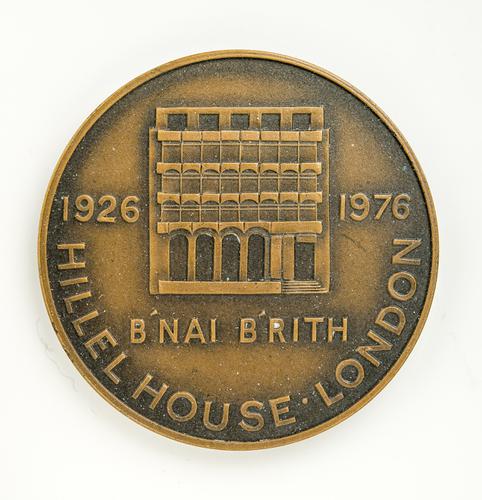 1926 1976
B'NAI B'RITH
HILLEL HOUSE · LONDON